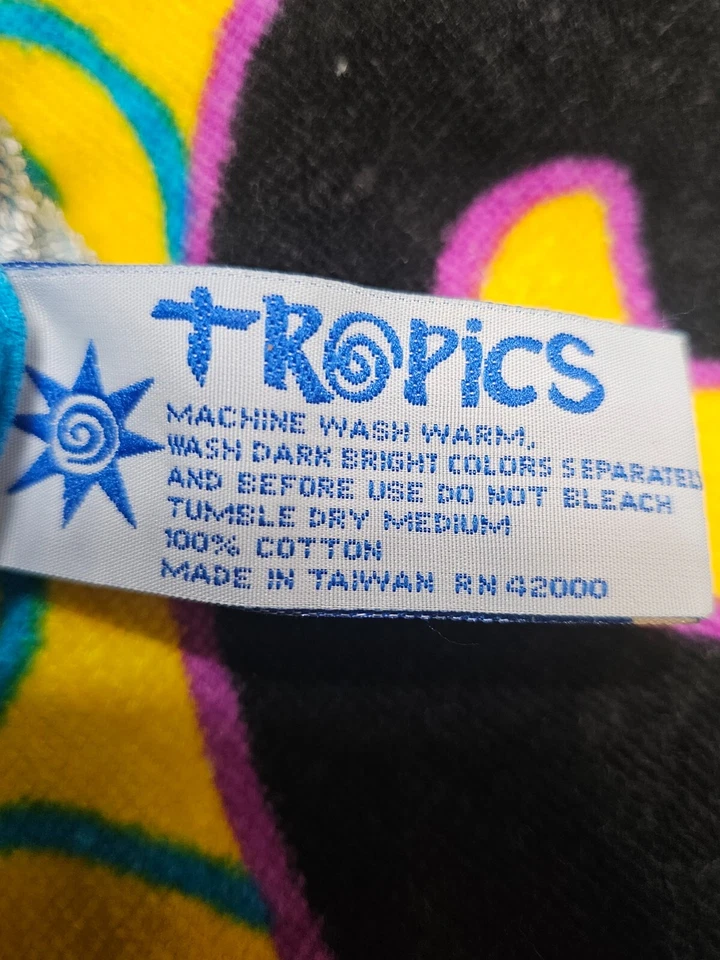 TROPiCS
MACHINE WASH WARM,
WASH DARK BRIGHT COLORS SEPARATELY
AND BEFORE USE DO NOT BLEACH
TUMBLE DRY MEDIUM
100% COTTON
MADE IN TAIWAN RN 42000